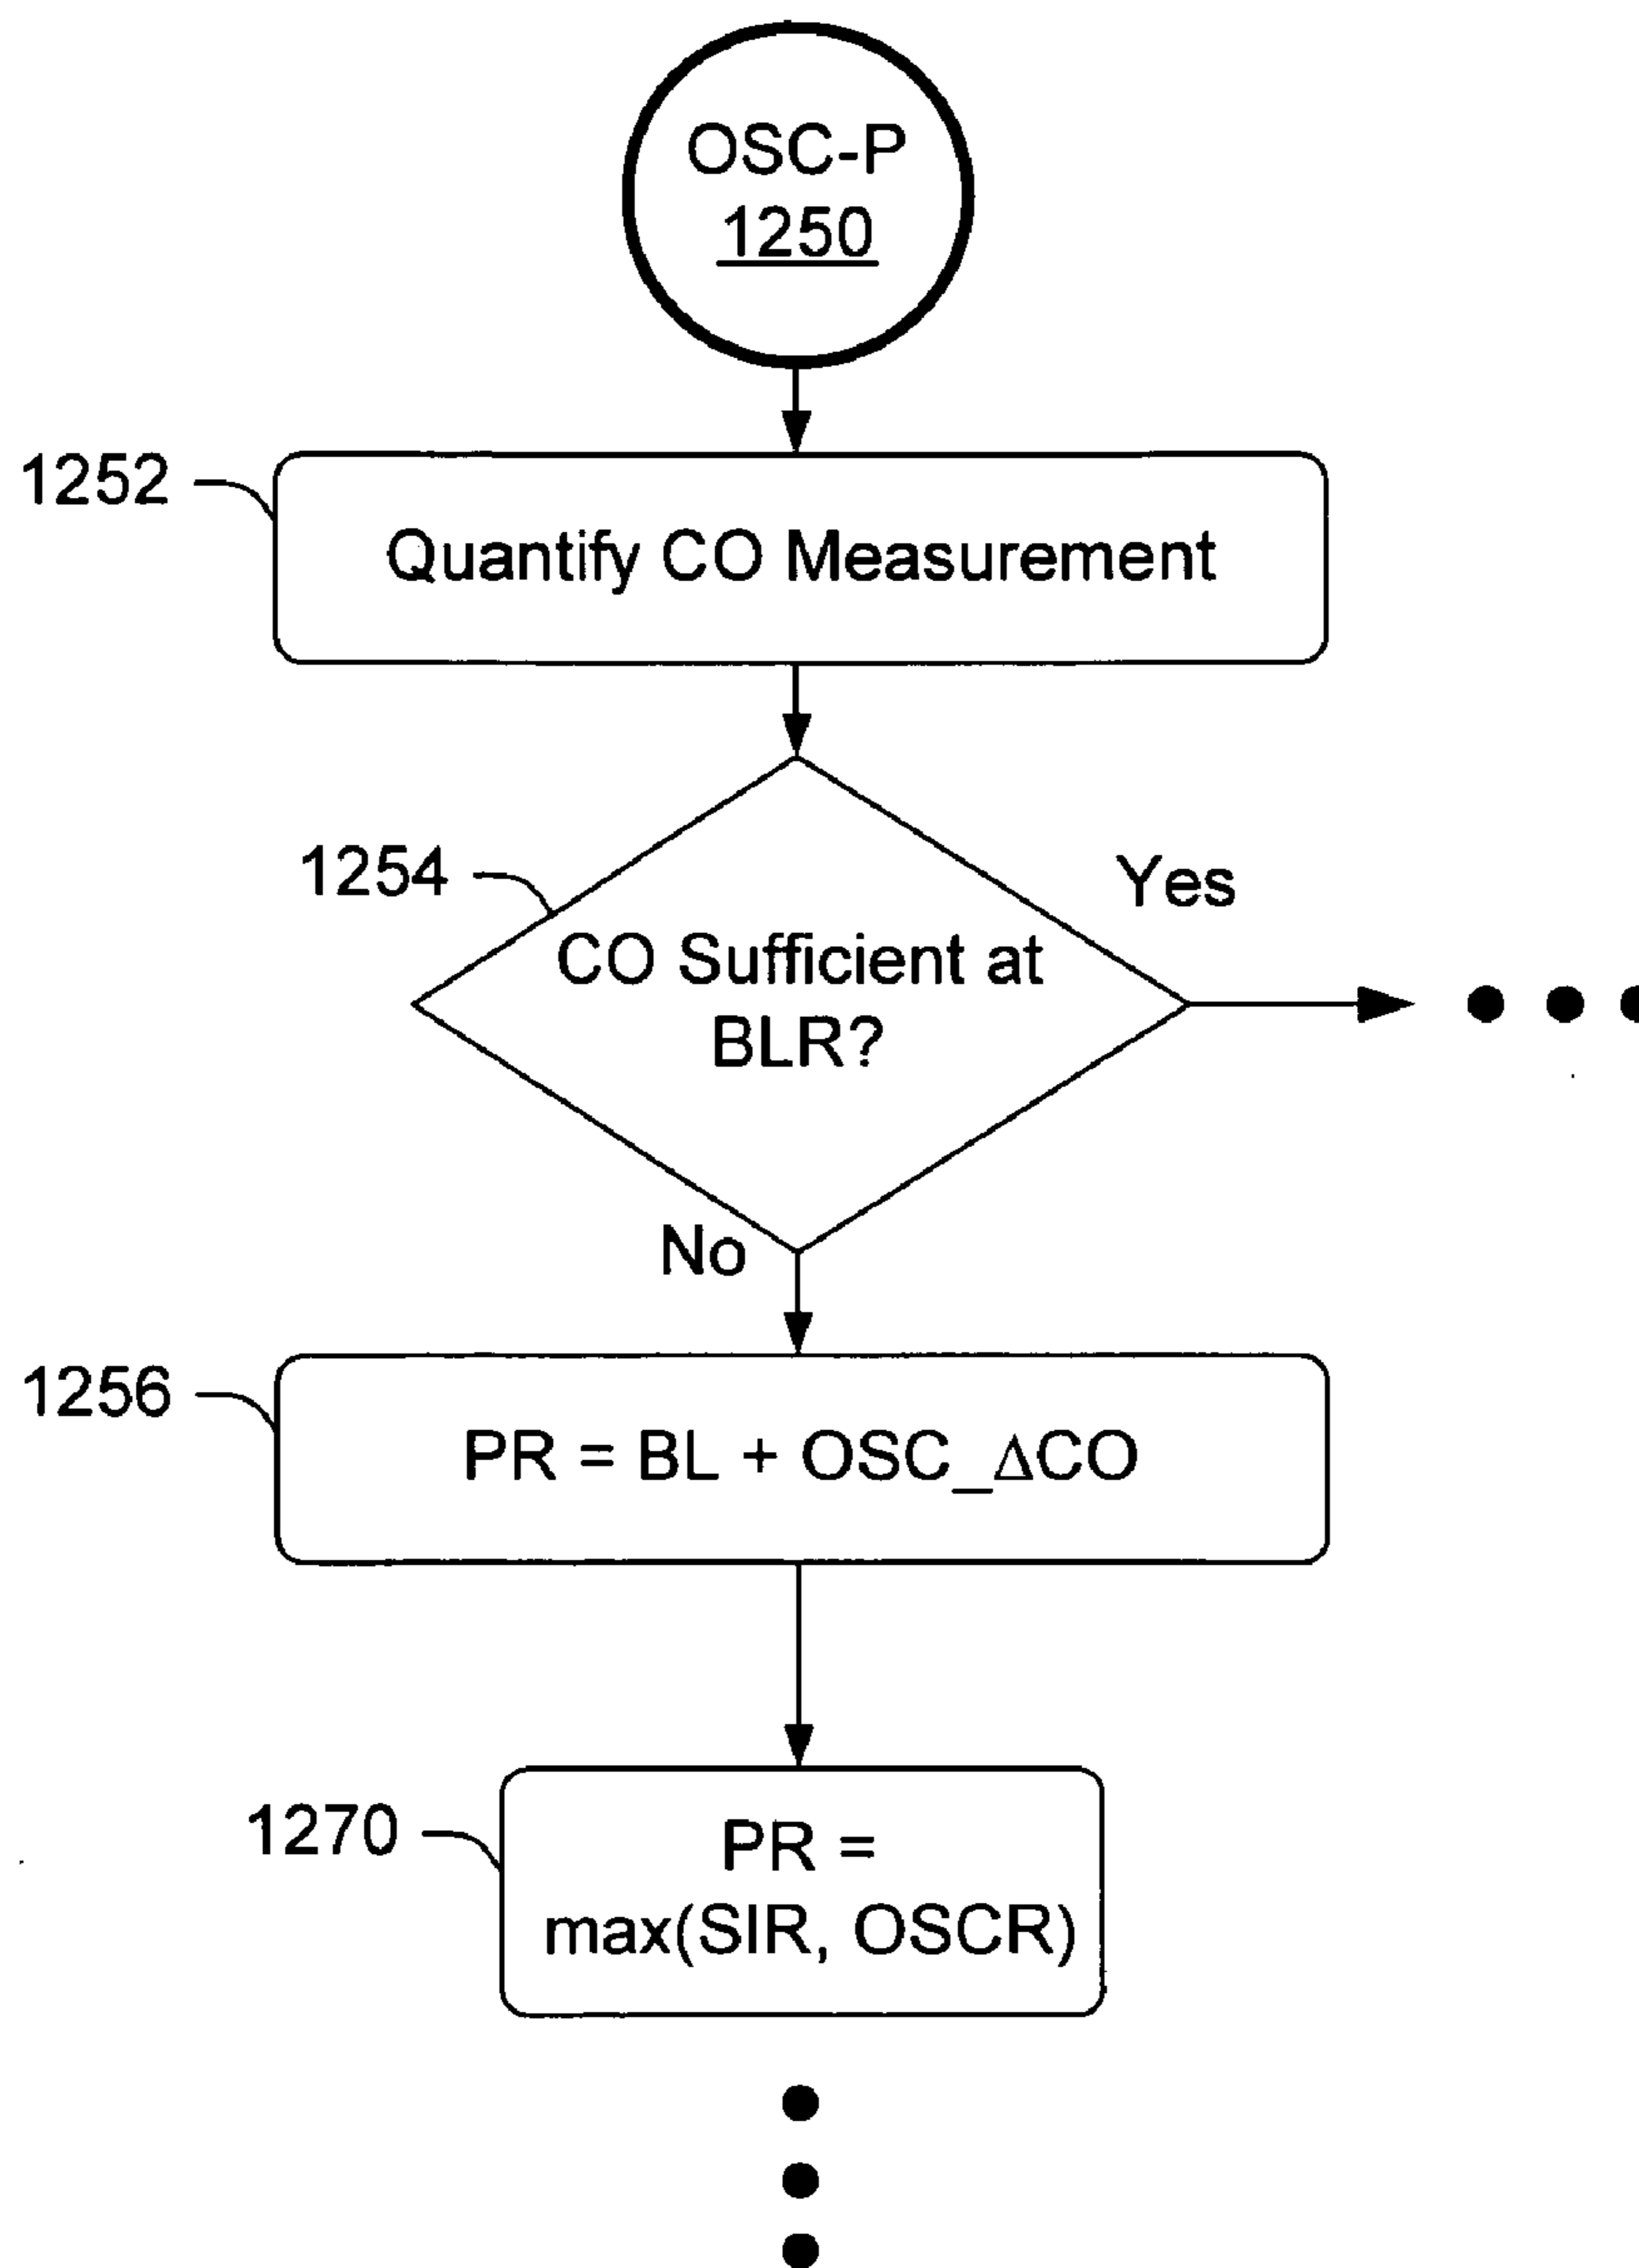 OSC-P
1250
1252
Quantify CO Measurement
1254
Yes
CO Sufficient at
BLR?
No
1256
PR = BL + OSC_ΔCO
1270
PR =
max(SIR, OSCR)